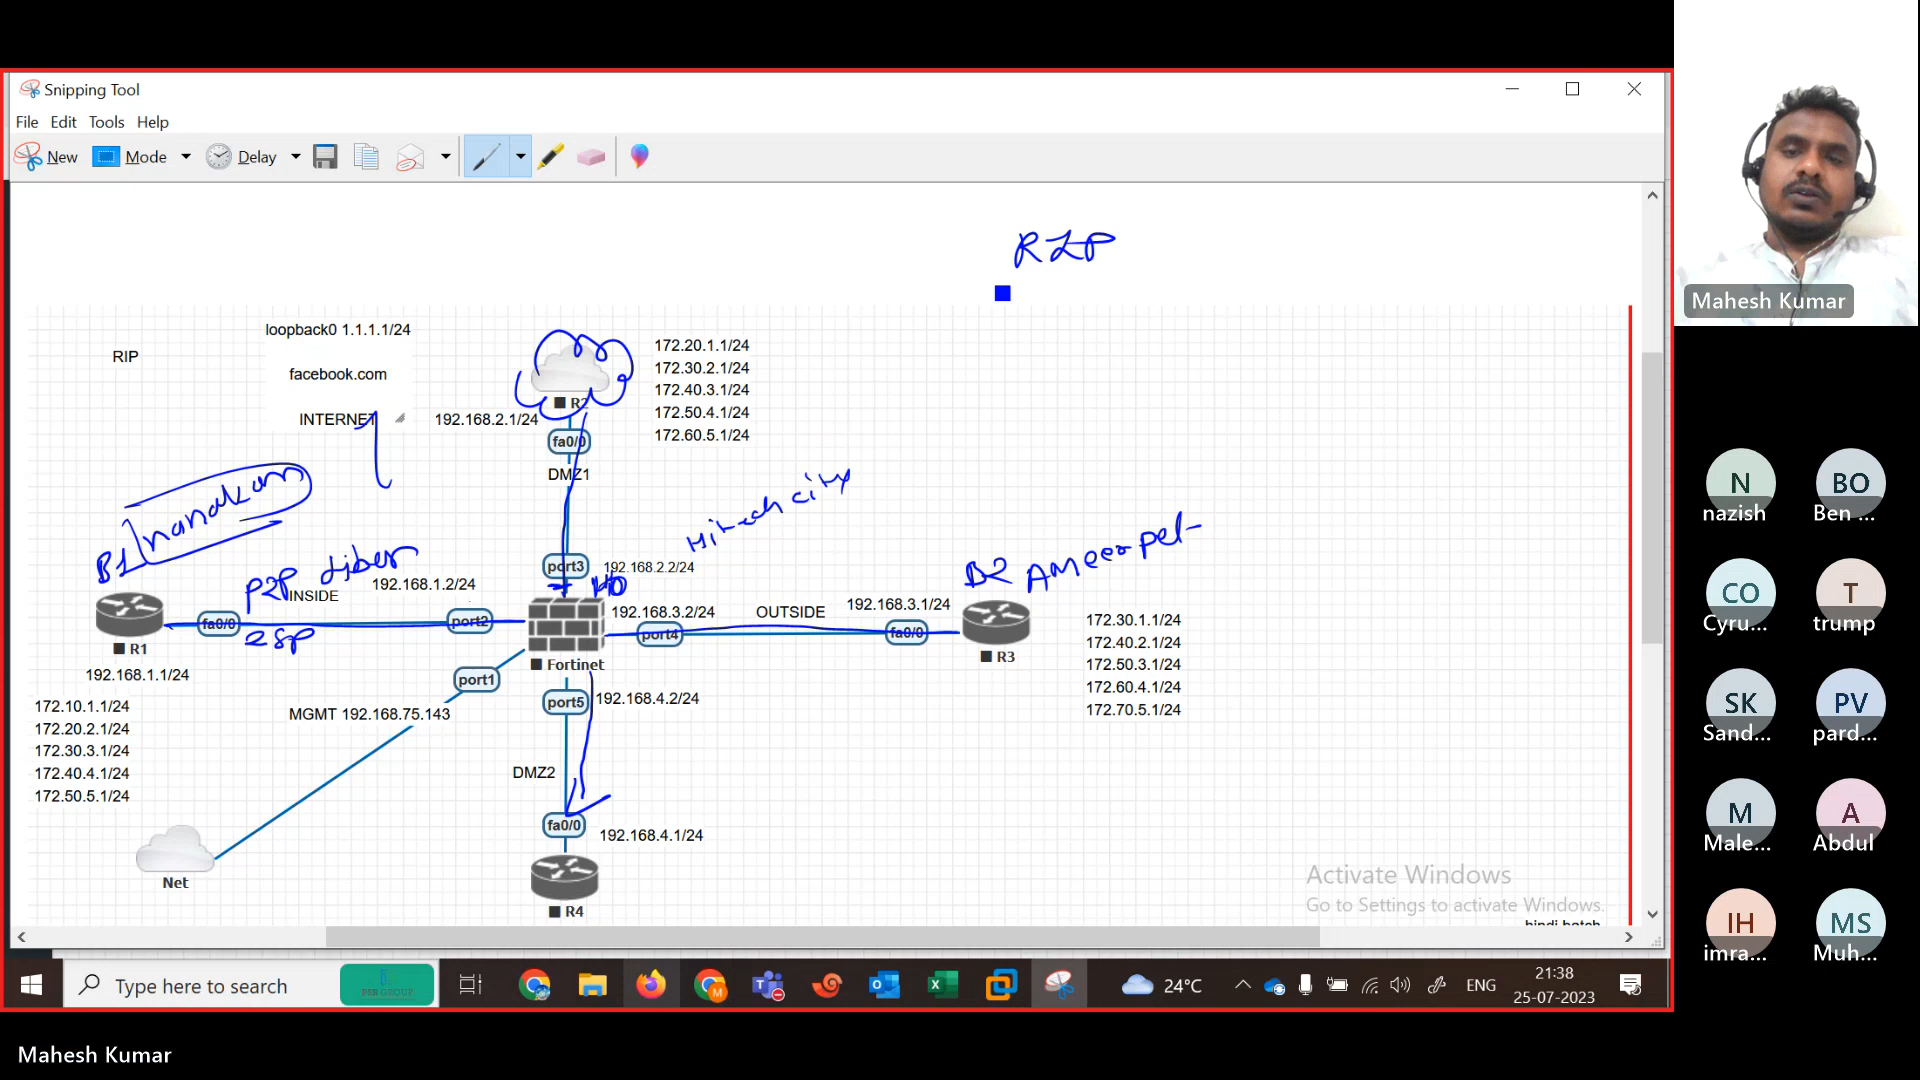 Snipping Tool
File Edit Tools Help
New Mode Delay
RIP
RIP
loopback0 1.1.1.1/24
facebook.com
INTERNET
192.168.2.1/24
R2
fa0/0
DMZ1
172.20.1.1/24
172.30.2.1/24
172.40.3.1/24
172.50.4.1/24
172.60.5.1/24
Hitech city
B1
P2P
INSIDE
192.168.1.2/24
port3
192.168.2.2/24
HO
B2 Ameerpet
fa0/0
port2
192.168.3.2/24
OUTSIDE
192.168.3.1/24
port4
fa0/0
R1
Fortinet
R3
192.168.1.1/24
172.30.1.1/24
172.40.2.1/24
172.50.3.1/24
172.60.4.1/24
172.70.5.1/24
port1
port5
192.168.4.2/24
MGMT 192.168.75.143
172.10.1.1/24
172.20.2.1/24
172.30.3.1/24
172.40.4.1/24
172.50.5.1/24
DMZ2
fa0/0
192.168.4.1/24
Net
R4
Activate Windows
Go to Settings to activate Windows.
hindi batch
Type here to search
24°C
ENG
21:38
25-07-2023
Mahesh Kumar
N
nazish
BO
Ben ...
CO
Cyru...
T
trump
SK
Sand...
PV
pard...
M
Male...
A
Abdul
IH
imra...
MS
Muh...
Mahesh Kumar